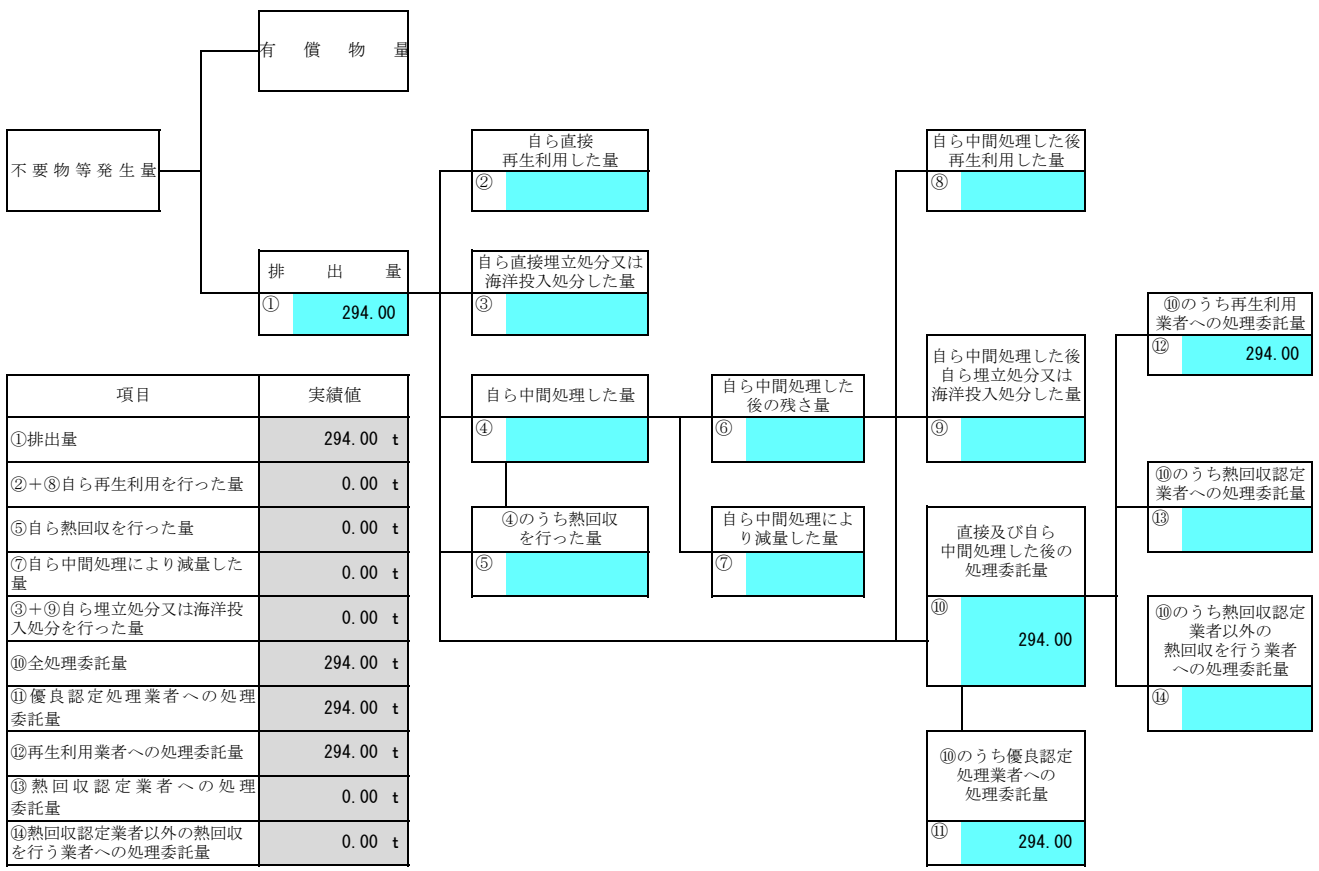 有償物量
不要物等発生量
排出量
①
294.00
自ら直接
再生利用した量
②
自ら直接埋立処分又は
海洋投入処分した量
③
自ら中間処理した量
④
④のうち熱回収
を行った量
⑤
自ら中間処理した
後の残さ量
⑥
自ら中間処理によ
り減量した量
⑦
自ら中間処理した後
再生利用した量
⑧
自ら中間処理した後
自ら埋立処分又は
海洋投入処分した量
⑨
直接及び自ら
中間処理した後の
処理委託量
⑩
294.00
⑩のうち優良認定
処理業者への
処理委託量
⑪
294.00
⑩のうち再生利用
業者への処理委託量
⑫
294.00
⑩のうち熱回収認定
業者への処理委託量
⑬
⑩のうち熱回収認定
業者以外の
熱回収を行う業者
への処理委託量
⑭
項目 実績値
①排出量 294.00 t
②+⑧自ら再生利用を行った量 0.00 t
⑤自ら熱回収を行った量 0.00 t
⑦自ら中間処理により減量した
量 0.00 t
③+⑨自ら埋立処分又は海洋投
入処分を行った量 0.00 t
⑩全処理委託量 294.00 t
⑪優良認定処理業者への処理
委託量 294.00 t
⑫再生利用業者への処理委託量 294.00 t
⑬熱回収認定業者への処理
委託量 0.00 t
⑭熱回収認定業者以外の熱回収
を行う業者への処理委託量 0.00 t